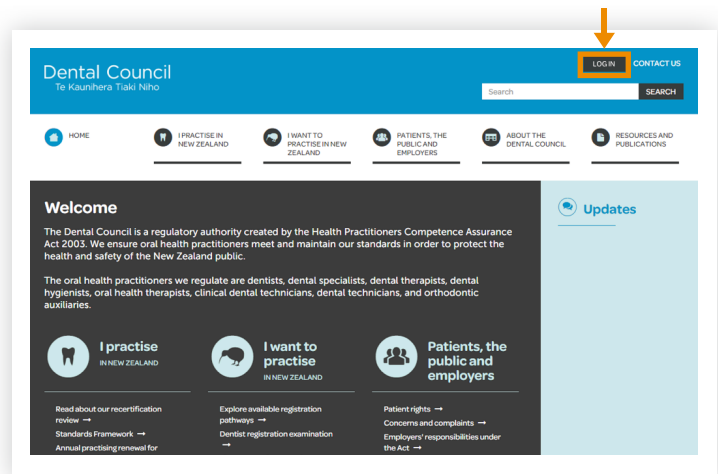 LOG IN
CONTACT US
Dental Council
Te Kaunihera Tiaki Niho
Search
SEARCH
HOME
I PRACTISE IN
NEW ZEALAND
I WANT TO
PRACTISE IN NEW
ZEALAND
PATIENTS, THE
PUBLIC AND
EMPLOYERS
ABOUT THE
DENTAL COUNCIL
RESOURCES AND
PUBLICATIONS
Welcome
The Dental Council is a regulatory authority created by the Health Practitioners Competence Assurance
Act 2003. We ensure oral health practitioners meet and maintain our standards in order to protect the
health and safety of the New Zealand public.
The oral health practitioners we regulate are dentists, dental specialists, dental therapists, dental
hygienists, oral health therapists, clinical dental technicians, dental technicians, and orthodontic
auxiliaries.
Updates
I practise
IN NEW ZEALAND
Read about our recertification
review →
Standards Framework →
Annual practising renewal for
I want to
practise
IN NEW ZEALAND
Explore available registration
pathways →
Dentist registration examination
→
Patients, the
public and
employers
Patient rights →
Concerns and complaints →
Employers' responsibilities under
the Act →